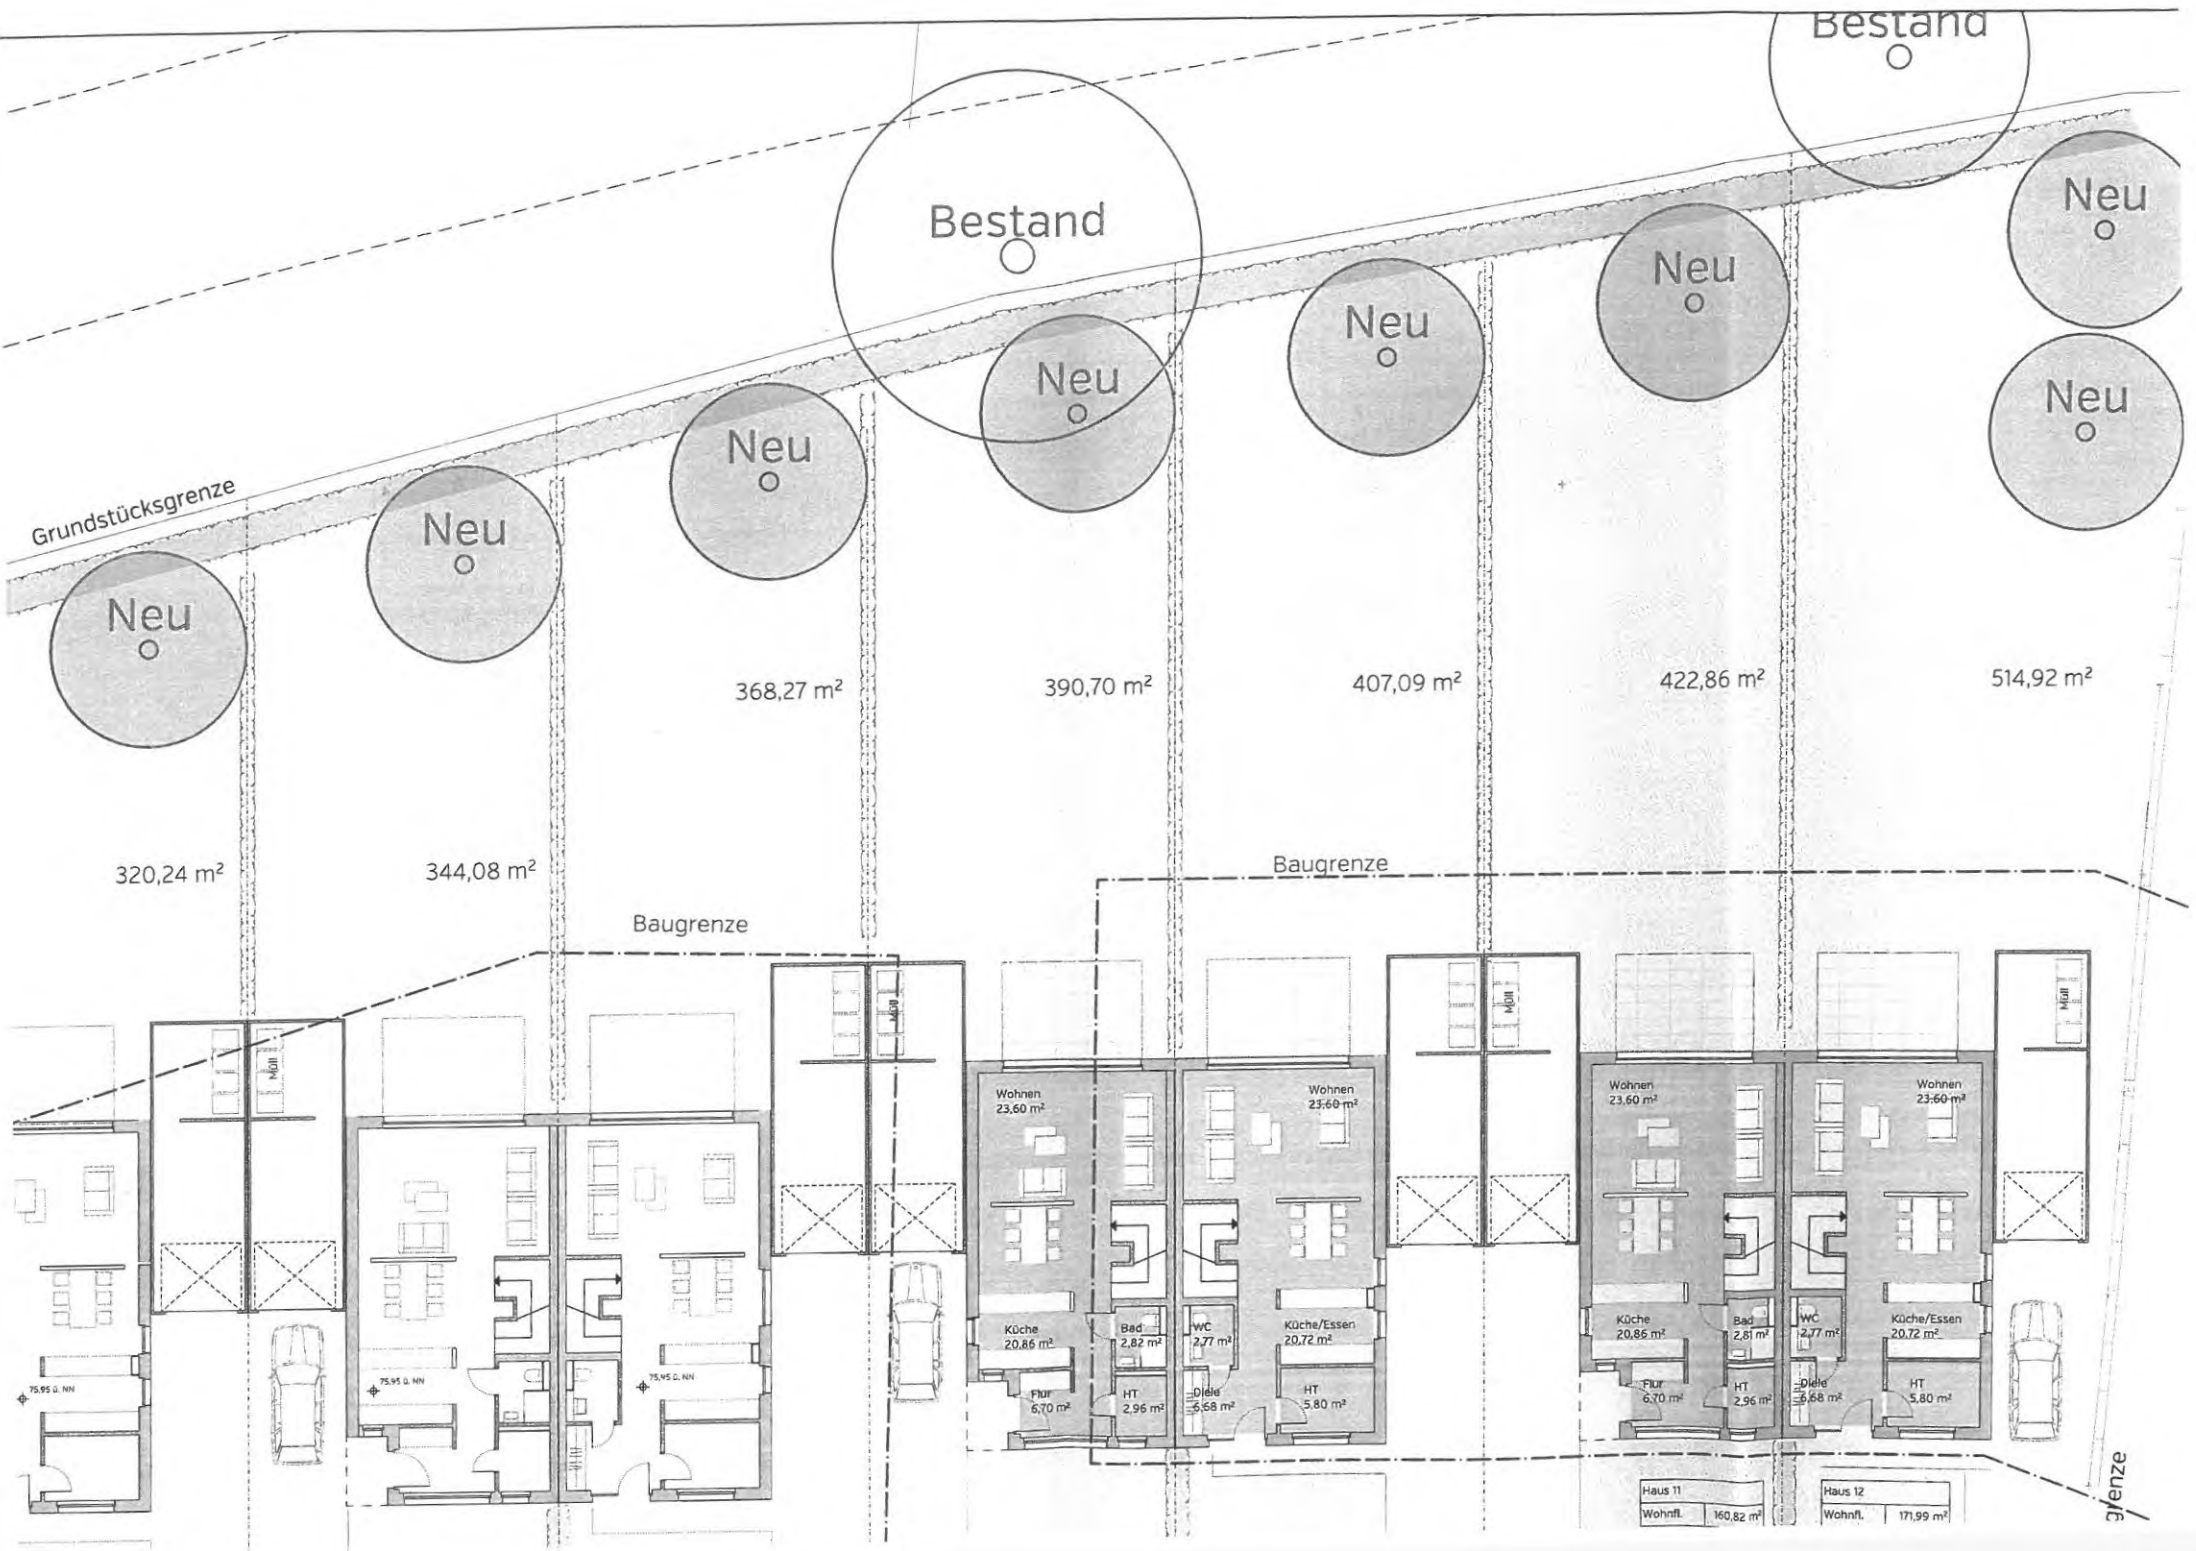 Bestand
Bestand
Neu
Neu
Neu
Neu
Neu
Neu
Neu
Neu
Grundstücksgrenze
368,27 m²
390,70 m²
407,09 m²
422,86 m²
514,92 m²
320,24 m²
344,08 m²
Baugrenze
Baugrenze
Müll
Müll
Müll
Müll
Wohnen
23,60 m²
Wohnen
23,60 m²
Wohnen
23,60 m²
Wohnen
23,60 m²
Küche
20,86 m²
Bad
2,82 m²
WC
2,77 m²
Küche/Essen
20,72 m²
Küche
20,86 m²
Bad
2,81 m²
WC
2,77 m²
Küche/Essen
20,72 m²
75,95 ü. NN
75,95 ü. NN
75,95 ü. NN
Flur
6,70 m²
HT
2,96 m²
Diele
6,68 m²
HT
5,80 m²
Flur
6,70 m²
HT
2,96 m²
Diele
6,68 m²
HT
5,80 m²
grenze
Haus 11
Wohnfl. 160,82 m²
Haus 12
Wohnfl. 171,99 m²